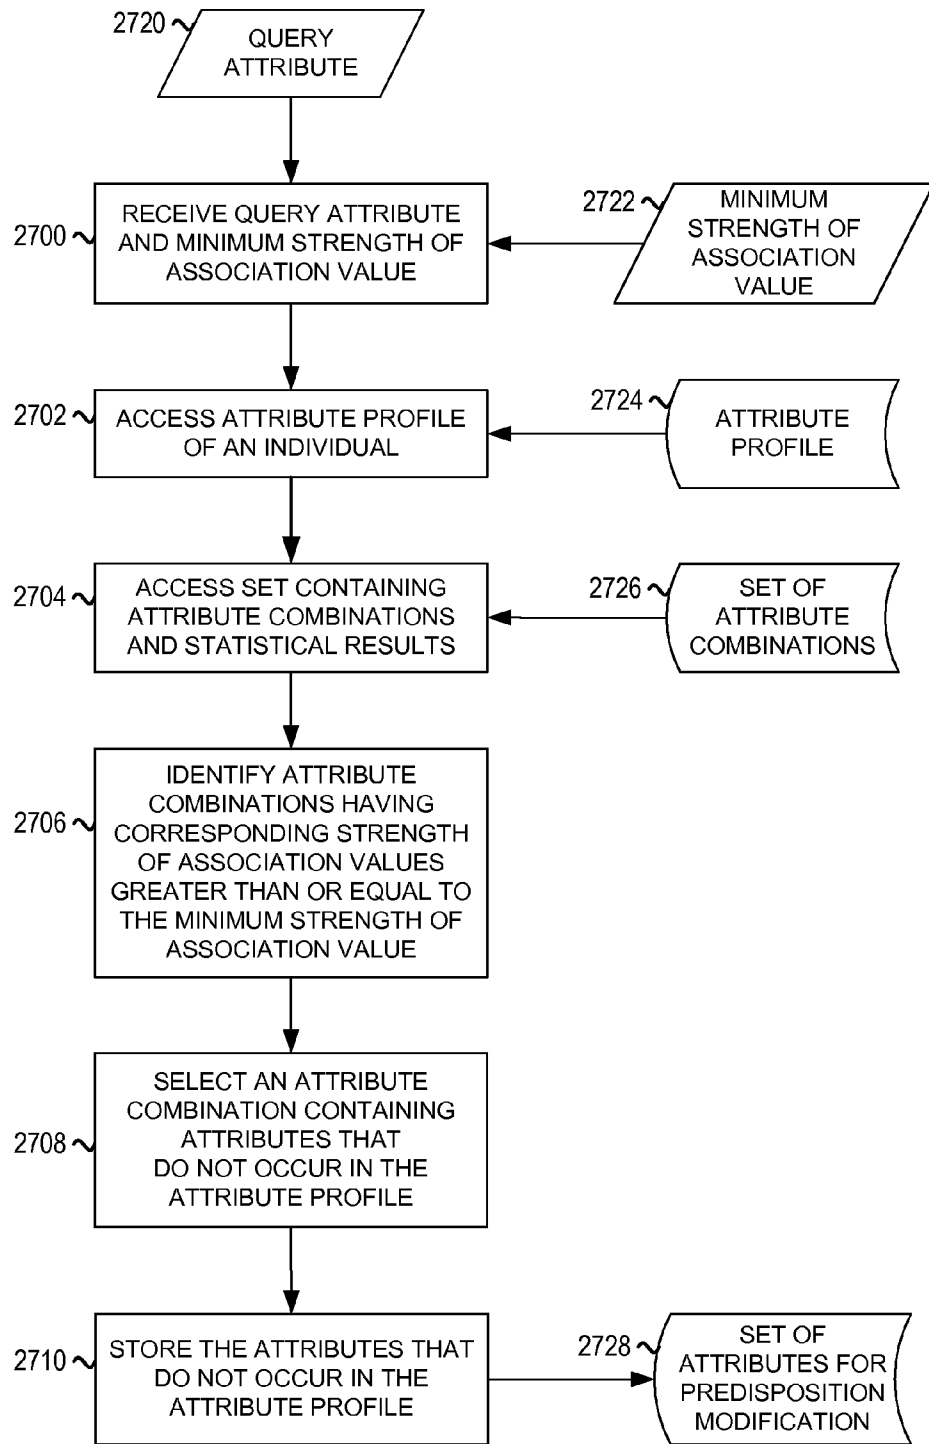 2720
QUERY
ATTRIBUTE
2700
RECEIVE QUERY ATTRIBUTE
AND MINIMUM STRENGTH OF
ASSOCIATION VALUE
2722
MINIMUM
STRENGTH OF
ASSOCIATION
VALUE
2702
ACCESS ATTRIBUTE PROFILE
OF AN INDIVIDUAL
2724
ATTRIBUTE
PROFILE
2704
ACCESS SET CONTAINING
ATTRIBUTE COMBINATIONS
AND STATISTICAL RESULTS
2726
SET OF
ATTRIBUTE
COMBINATIONS
2706
IDENTIFY ATTRIBUTE
COMBINATIONS HAVING
CORRESPONDING STRENGTH
OF ASSOCIATION VALUES
GREATER THAN OR EQUAL TO
THE MINIMUM STRENGTH OF
ASSOCIATION VALUE
2708
SELECT AN ATTRIBUTE
COMBINATION CONTAINING
ATTRIBUTES THAT
DO NOT OCCUR IN THE
ATTRIBUTE PROFILE
2710
STORE THE ATTRIBUTES THAT
DO NOT OCCUR IN THE
ATTRIBUTE PROFILE
2728
SET OF
ATTRIBUTES FOR
PREDISPOSITION
MODIFICATION